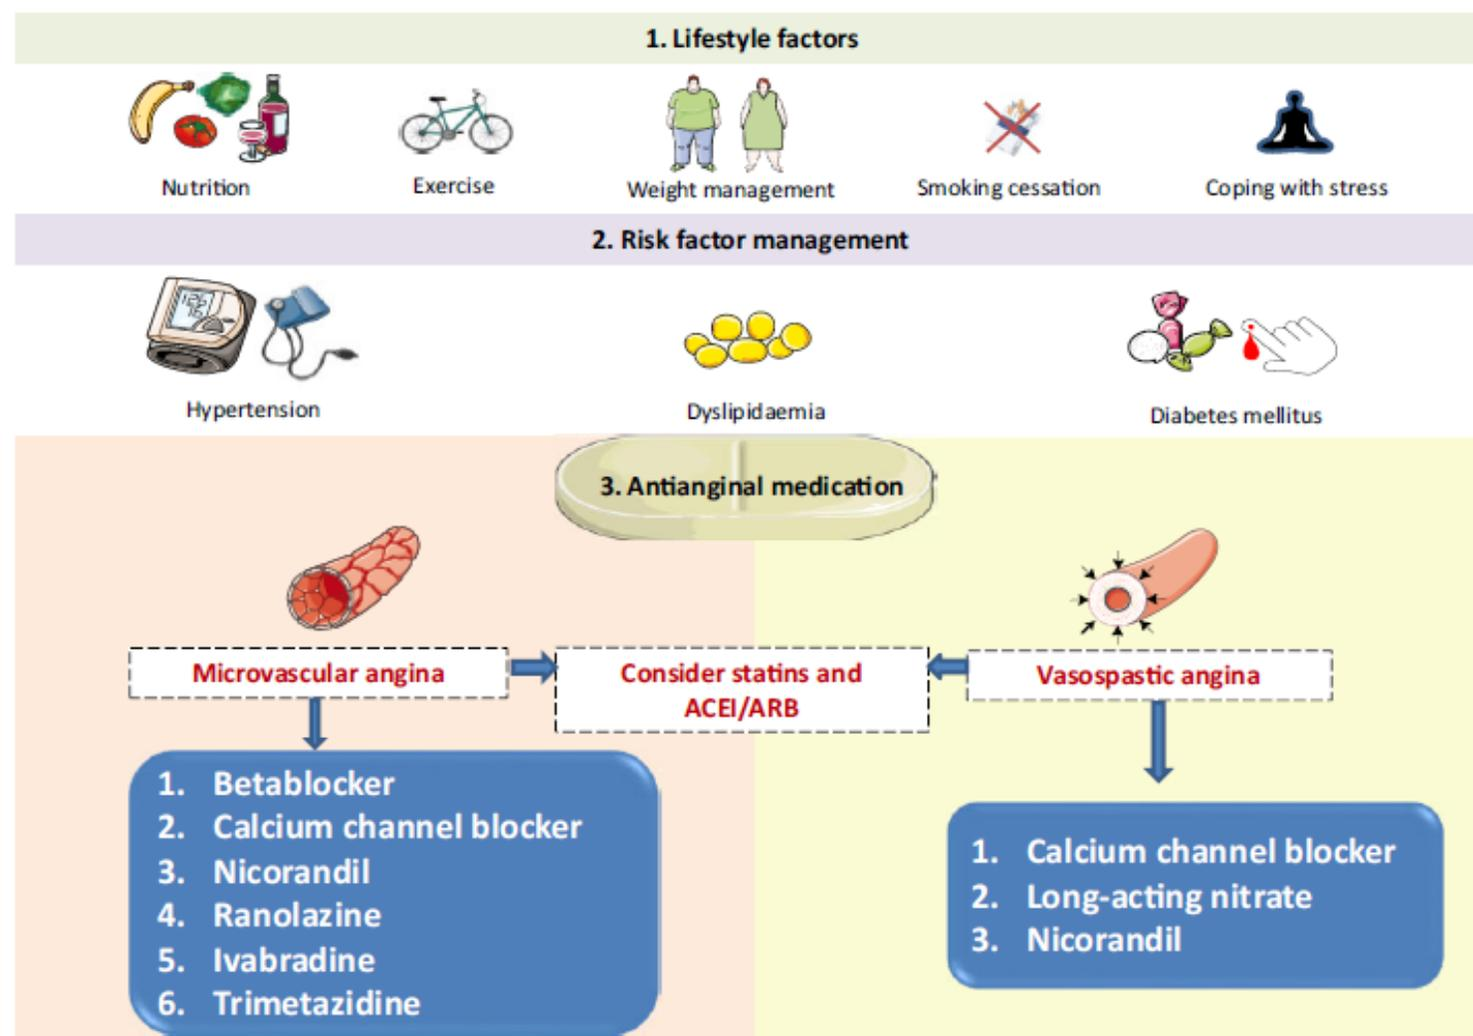 1. Lifestyle factors
Nutrition
Exercise
Weight management
Smoking cessation
Coping with stress
2. Risk factor management
Hypertension
Dyslipidaemia
Diabetes mellitus
3. Antianginal medication
Microvascular angina
Consider statins and
ACEI/ARB
Vasospastic angina
1. Betablocker
2. Calcium channel blocker
3. Nicorandil
4. Ranolazine
5. Ivabradine
6. Trimetazidine
1. Calcium channel blocker
2. Long-acting nitrate
3. Nicorandil